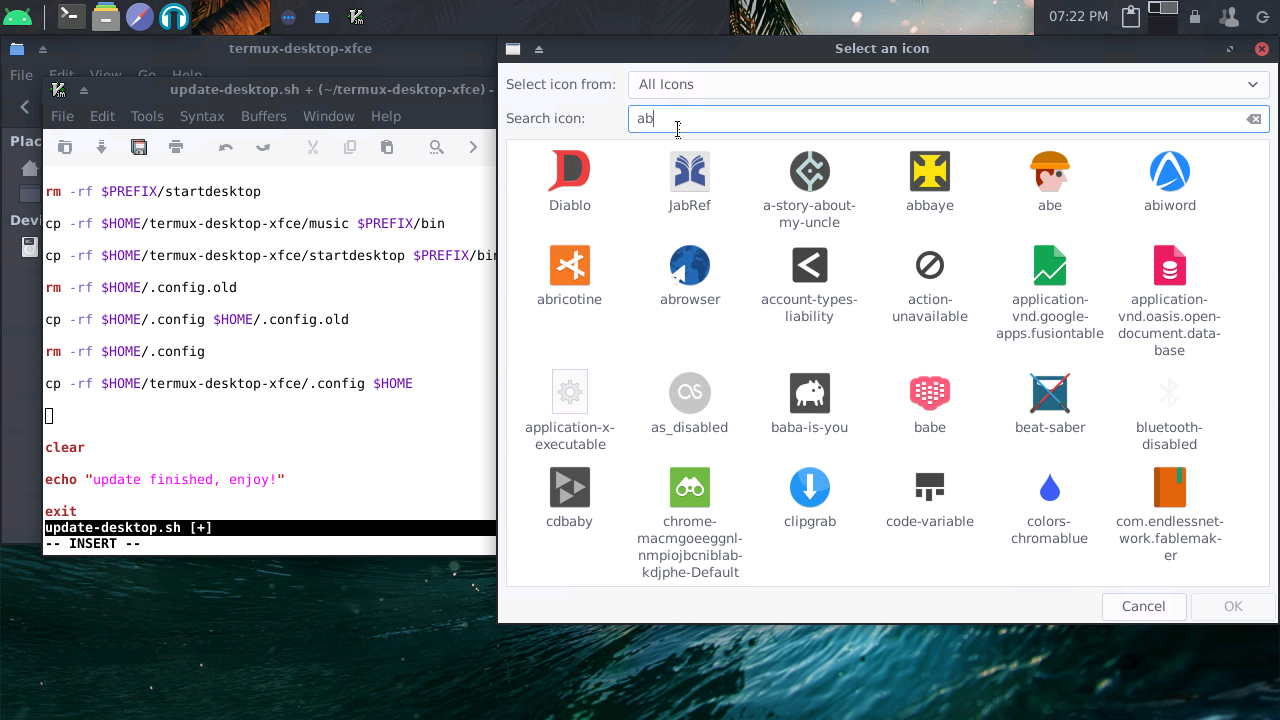 07:22 PM
termux-desktop-xfce
File Edit View Go Help
Plac
Devi
update-desktop.sh + (~/termux-desktop-xfce) -
File Edit Tools Syntax Buffers Window Help
rm -rf $PREFIX/startdesktop
cp -rf $HOME/termux-desktop-xfce/music $PREFIX/bin
cp -rf $HOME/termux-desktop-xfce/startdesktop $PREFIX/bin
rm -rf $HOME/.config.old
cp -rf $HOME/.config $HOME/.config.old
rm -rf $HOME/.config
cp -rf $HOME/termux-desktop-xfce/.config $HOME
clear
echo "update finished, enjoy!"
exit
update-desktop.sh [+]
-- INSERT --
Select an icon
Select icon from: All Icons
Search icon: ab
Diablo
JabRef
a-story-about-
my-uncle
abbaye
abe
abiword
abricotine
abrowser
account-types-
liability
action-
unavailable
application-
vnd.google-
apps.fusiontable
application-
vnd.oasis.open-
document.data-
base
application-x-
executable
as_disabled
baba-is-you
babe
beat-saber
bluetooth-
disabled
cdbaby
chrome-
macmgoeeggnl-
nmpiojbcniblab-
kdjphe-Default
clipgrab
code-variable
colors-
chromablue
com.endlessnet-
work.fablemak-
er
Cancel OK